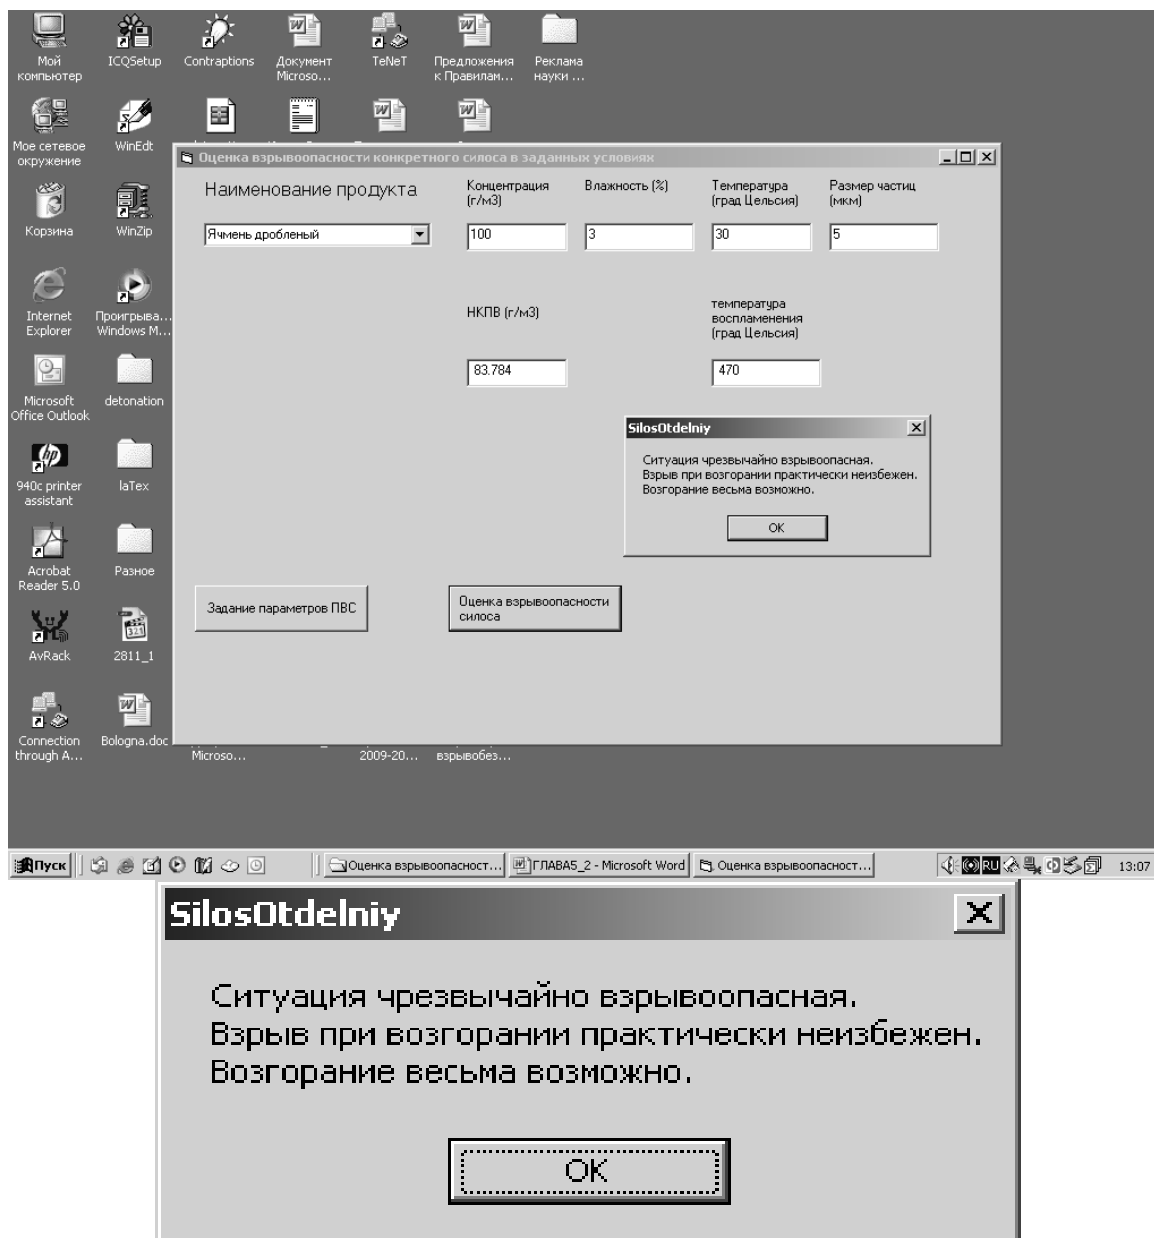 Мой
компьютер
ICQSetup
Contraptions
Документ
Microso...
TeNeT
Предложения
к Правилам...
Реклама
науки ...
Мое сетевое
окружение
WinEdt
Оценка взрывоопасности конкретного силоса в заданных условиях
Наименование продукта
Концентрация
(г/м3)
Влажность (%)
Температура
(град Цельсия)
Размер частиц
(мкм)
Корзина
WinZip
Ячмень дробленый
100
3
30
5
Internet
Explorer
Проигрыва...
Windows M...
НКПВ (г/м3)
температура
воспламенения
(град Цельсия)
83.784
470
Microsoft
Office Outlook
detonation
SilosOtdelniy
Ситуация чрезвычайно взрывоопасная.
Взрыв при возгорании практически неизбежен.
Возгорание весьма возможно.
OK
940c printer
assistant
laTex
Acrobat
Reader 5.0
Разное
Задание параметров ПВС
Оценка взрывоопасности
силоса
AvRack
321
2811_1
Connection
through A...
Bologna.doc
Microso...
2009-20...
взрывобез...
Пуск
Оценка взрывоопасност...
ГЛАВА5_2 - Microsoft Word
Оценка взрывоопасност...
RU
13:07
SilosOtdelniy
Ситуация чрезвычайно взрывоопасная.
Взрыв при возгорании практически неизбежен.
Возгорание весьма возможно.
OK